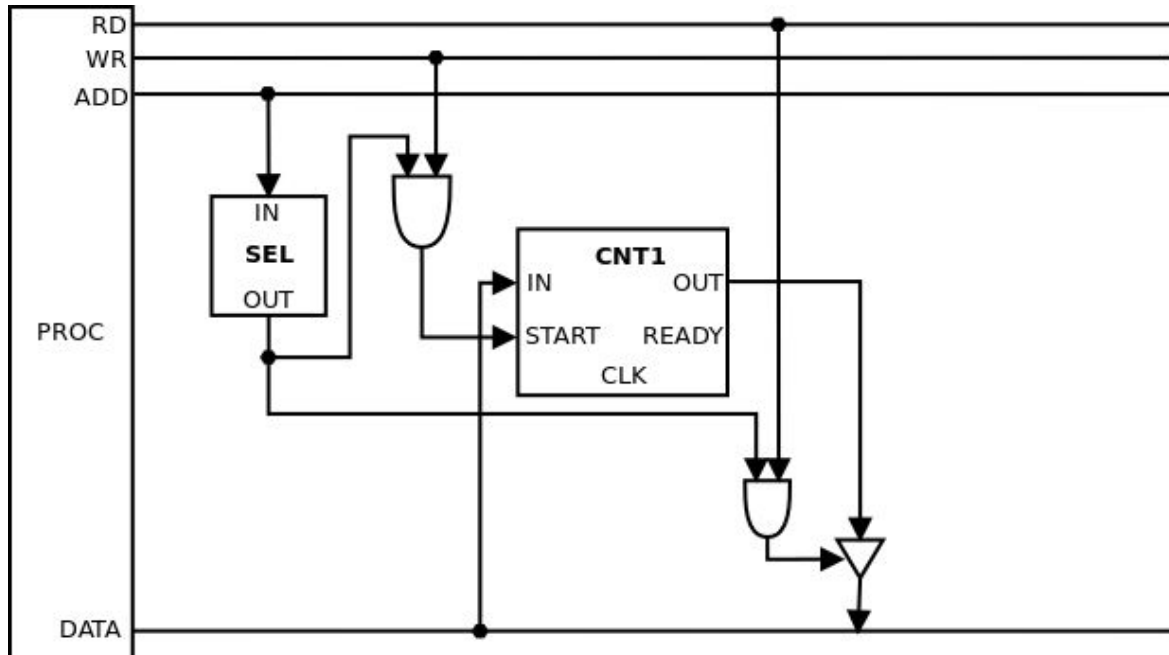 RD
WR
ADD
IN
SEL
OUT
CNT1
IN OUT
START READY
CLK
PROC
DATA